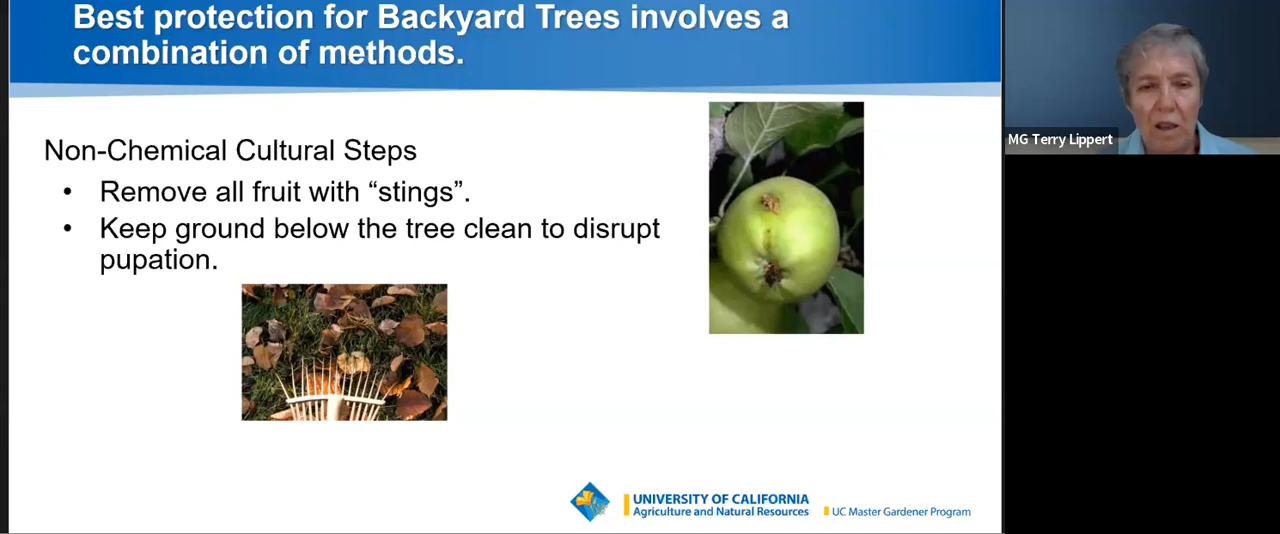 Best protection for Backyard Trees involves a
combination of methods.
Non-Chemical Cultural Steps
• Remove all fruit with “stings”.
• Keep ground below the tree clean to disrupt
pupation.
MG Terry Lippert
UNIVERSITY OF CALIFORNIA
Agriculture and Natural Resources
UC Master Gardener Program